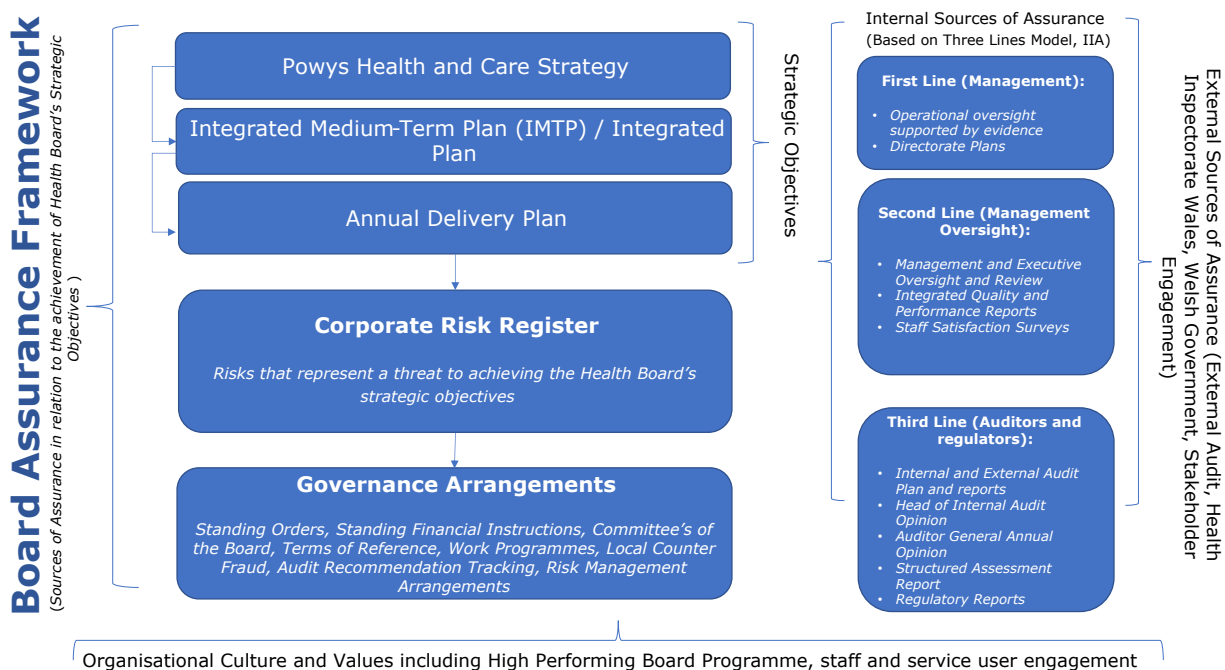 Board Assurance Framework
(Sources of Assurance in relation to the achievement of Health Board's Strategic
Objectives )
Powys Health and Care Strategy
Integrated Medium-Term Plan (IMTP) / Integrated
Plan
Annual Delivery Plan
Corporate Risk Register
Risks that represent a threat to achieving the Health Board's
strategic objectives
Governance Arrangements
Standing Orders, Standing Financial Instructions, Committee's of
the Board, Terms of Reference, Work Programmes, Local Counter
Fraud, Audit Recommendation Tracking, Risk Management
Arrangements
Strategic Objectives
Internal Sources of Assurance
(Based on Three Lines Model, IIA)
First Line (Management):
• Operational oversight
supported by evidence
• Directorate Plans
Second Line (Management
Oversight):
• Management and Executive
Oversight and Review
• Integrated Quality and
Performance Reports
• Staff Satisfaction Surveys
Third Line (Auditors and
regulators):
• Internal and External Audit
Plan and reports
• Head of Internal Audit
Opinion
• Auditor General Annual
Opinion
• Structured Assessment
Report
• Regulatory Reports
External Sources of Assurance (External Audit, Health
Inspectorate Wales, Welsh Government, Stakeholder
Engagement)
Organisational Culture and Values including High Performing Board Programme, staff and service user engagement